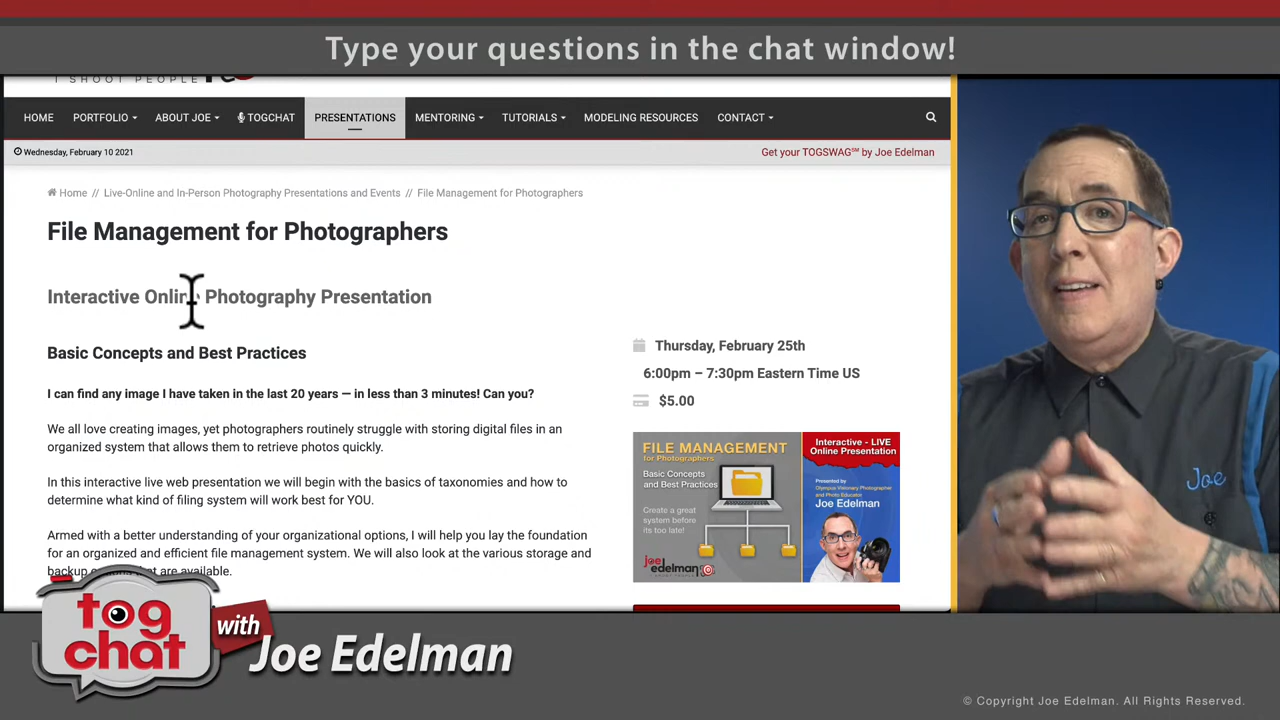 Type your questions in the chat window!
I SHOOT PEOPLE
HOME PORTFOLIO ABOUT JOE TOGCHAT PRESENTATIONS MENTORING TUTORIALS MODELING RESOURCES CONTACT
Wednesday, February 10 2021
Get your TOGSWAG℠ by Joe Edelman
Home // Live-Online and In-Person Photography Presentations and Events // File Management for Photographers
File Management for Photographers
Interactive Online Photography Presentation
Basic Concepts and Best Practices
I can find any image I have taken in the last 20 years — in less than 3 minutes! Can you?
We all love creating images, yet photographers routinely struggle with storing digital files in an
organized system that allows them to retrieve photos quickly.
In this interactive live web presentation we will begin with the basics of taxonomies and how to
determine what kind of filing system will work best for YOU.
Armed with a better understanding of your organizational options, I will help you lay the foundation
for an organized and efficient file management system. We will also look at the various storage and
backup that are available.
Thursday, February 25th
6:00pm – 7:30pm Eastern Time US
$5.00
FILE MANAGEMENT
for Photographers
Basic Concepts
and Best Practices
Create a great
system before
its too late!
joe
edelman
I SHOOT PEOPLE
Interactive - LIVE
Online Presentation
Presented by
Olympus Visionary Photographer
and Photo Educator
Joe Edelman
Joe
tog
chat
with
Joe Edelman
© Copyright Joe Edelman. All Rights Reserved.